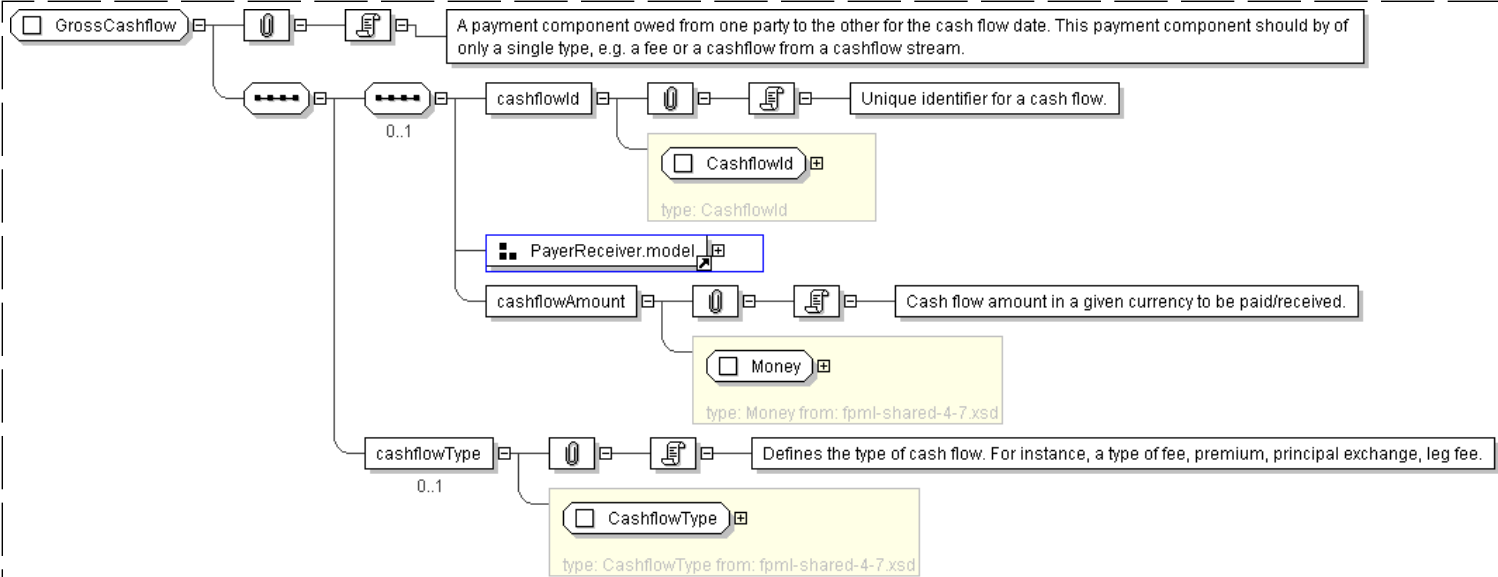 GrossCashflow
A payment component owed from one party to the other for the cash flow date. This payment component should by of
only a single type, e.g. a fee or a cashflow from a cashflow stream.
0..1
cashflowId
Unique identifier for a cash flow.
CashflowId
type: CashflowId
PayerReceiver.model
cashflowAmount
Cash flow amount in a given currency to be paid/received.
Money
type: Money from: fpml-shared-4-7.xsd
cashflowType
Defines the type of cash flow. For instance, a type of fee, premium, principal exchange, leg fee.
0..1
CashflowType
type: CashflowType from: fpml-shared-4-7.xsd